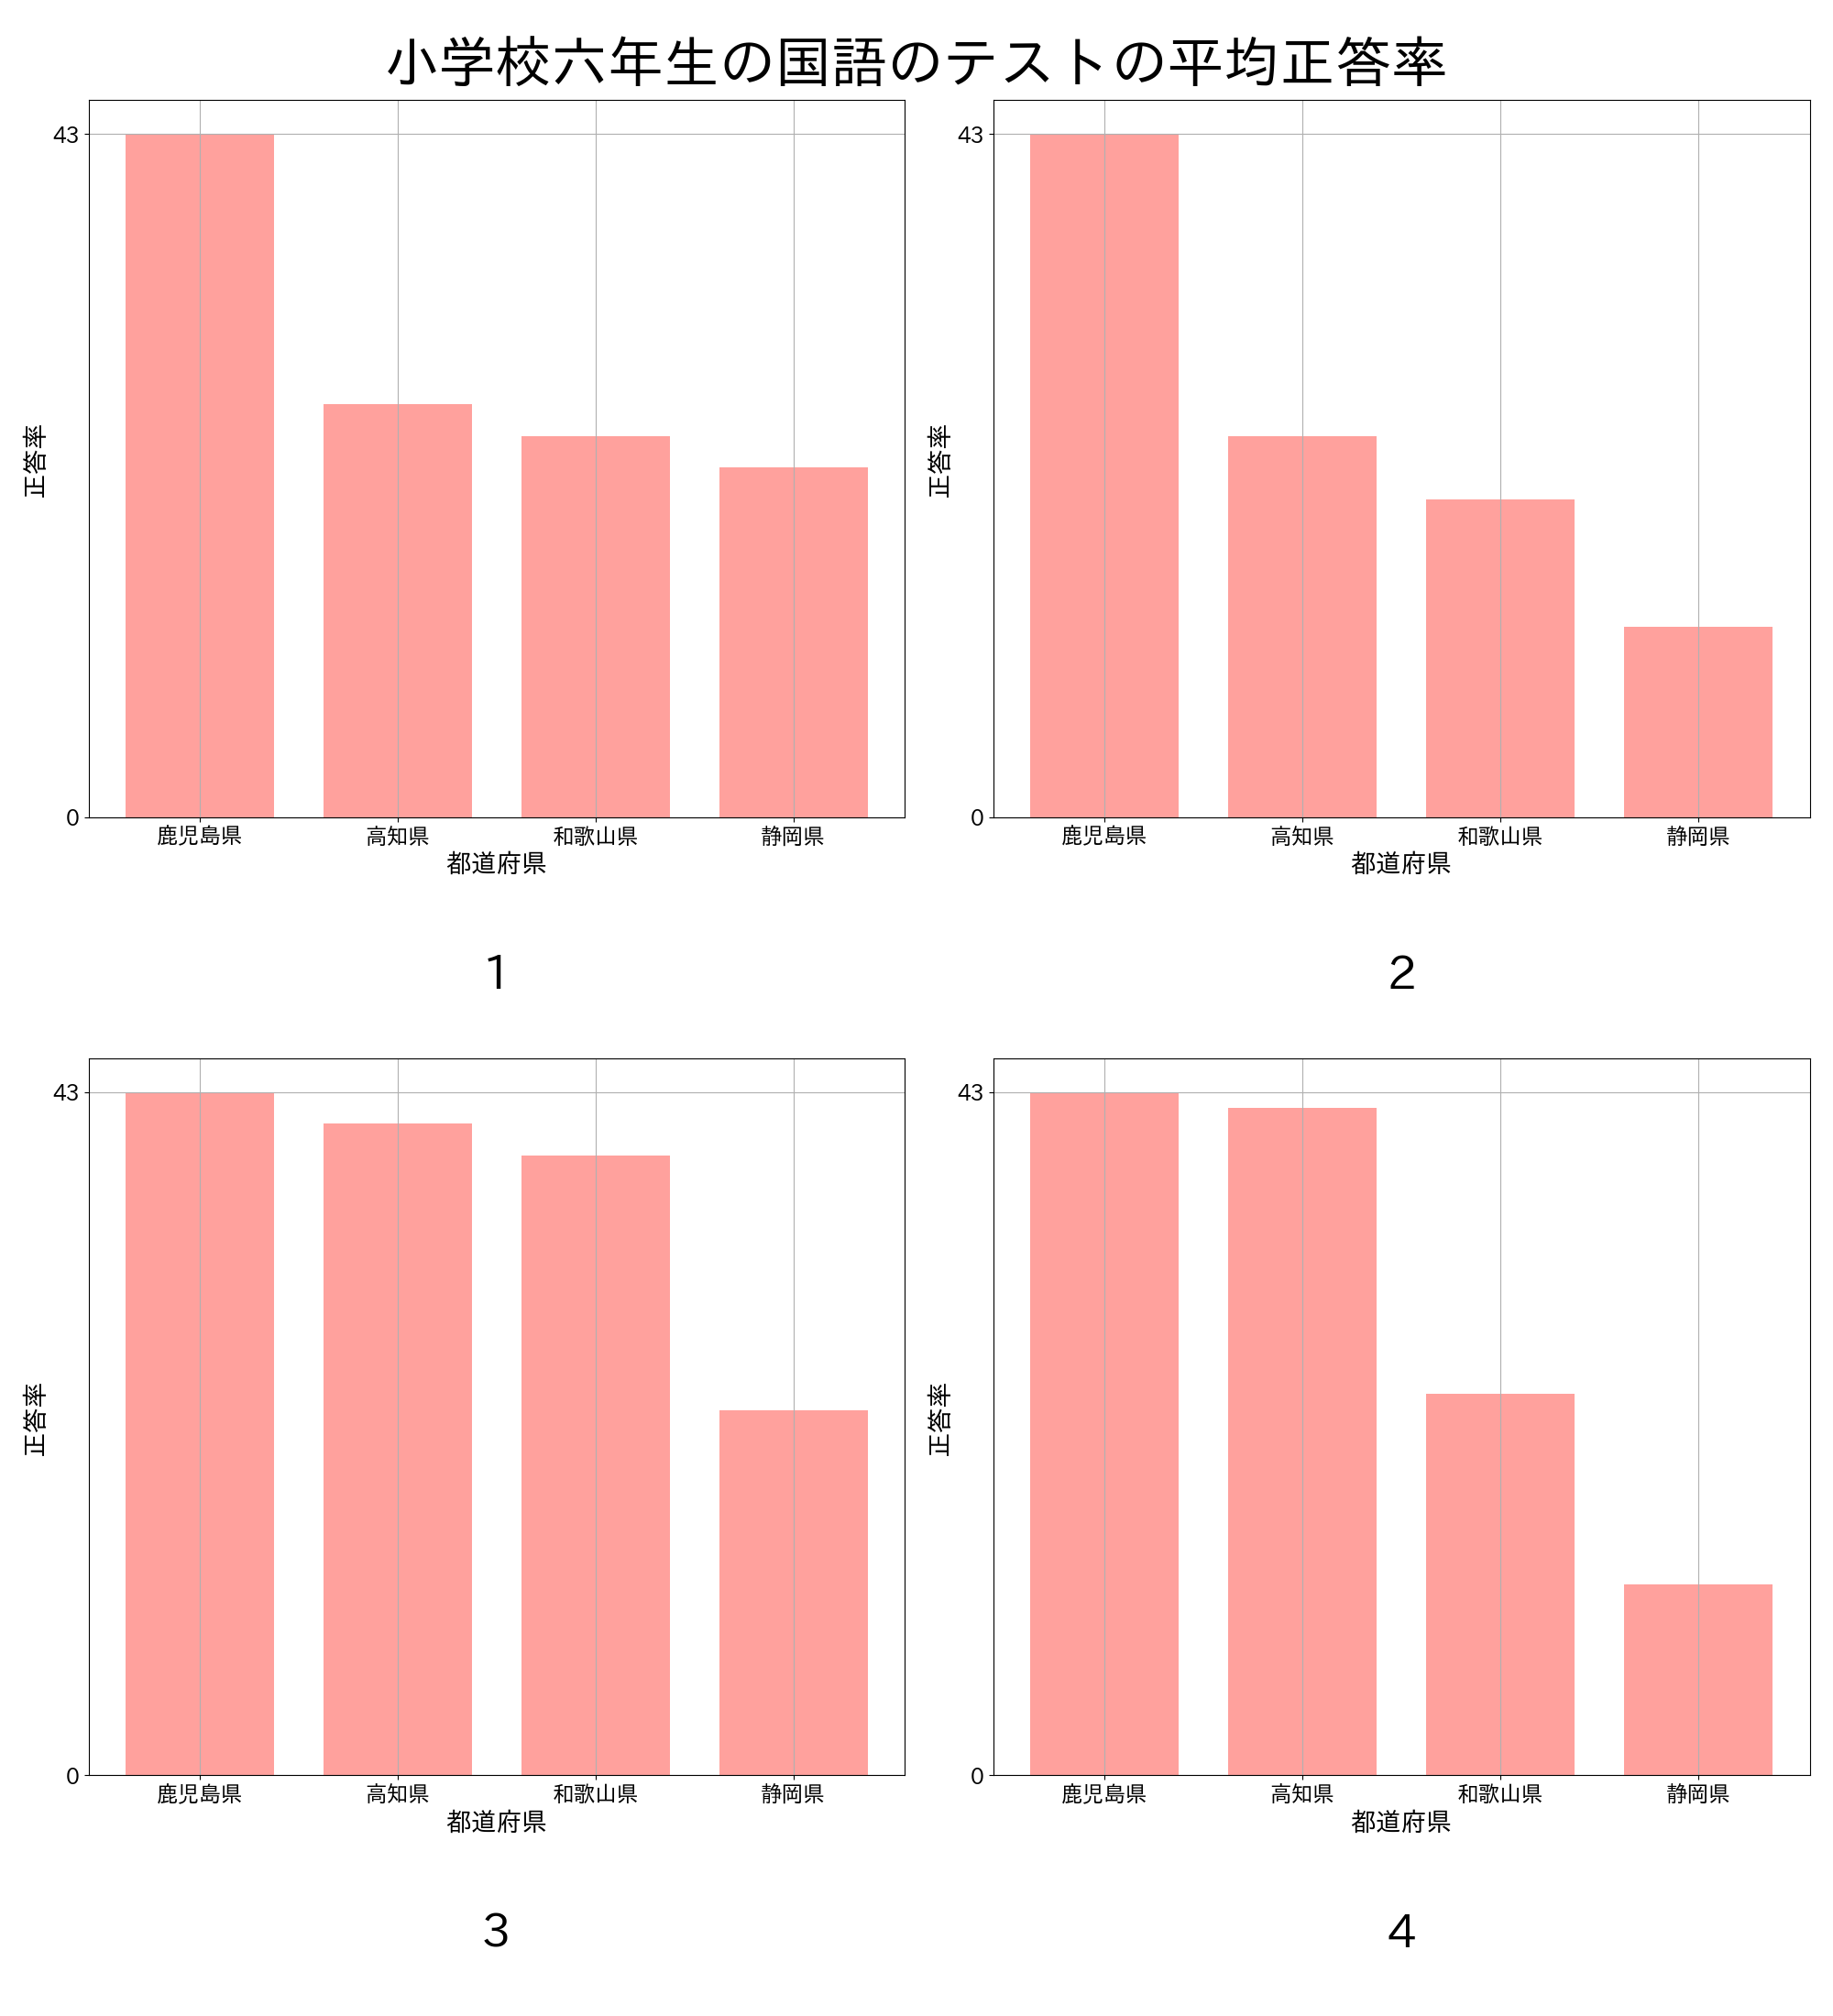 小学校六年生の国語のテストの平均正答率
43
正答率
0
鹿児島県 高知県 和歌山県 静岡県
都道府県
1
43
正答率
0
鹿児島県 高知県 和歌山県 静岡県
都道府県
2
43
正答率
0
鹿児島県 高知県 和歌山県 静岡県
都道府県
3
43
正答率
0
鹿児島県 高知県 和歌山県 静岡県
都道府県
4